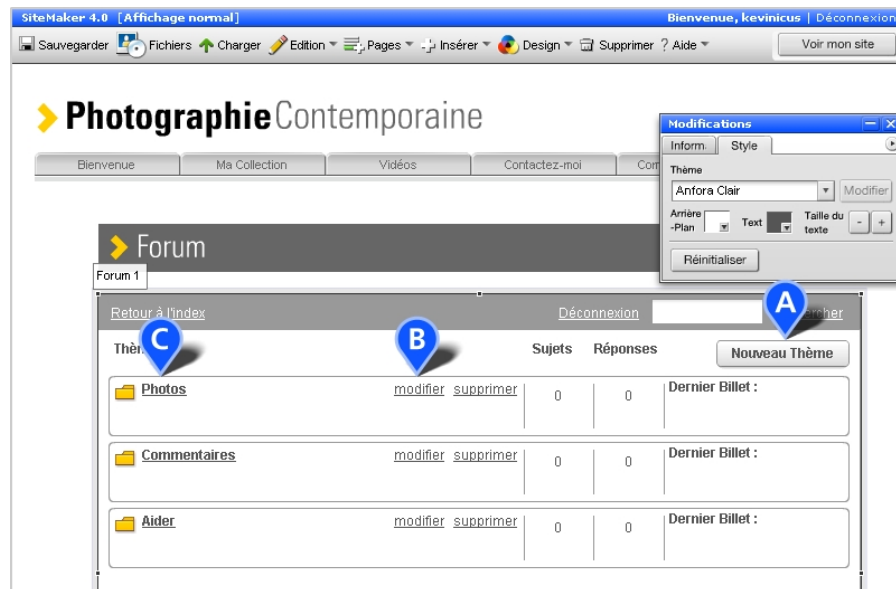 SiteMaker 4.0 [Affichage normal] Bienvenue, kevinicus | Déconnexion
Sauvegarder Fichiers Charger Edition Pages Insérer Design Supprimer ? Aide Voir mon site
PhotographieContemporaine
Bienvenue Ma Collection Vidéos Contactez-moi
Modifications
Inform. Style
Thème
Anfora Clair Modifier
Arrière
-Plan Text Taille du
texte - +
Réinitialiser
Forum
Forum 1
Retour à l'index Déconnexion
A
B
C
Sujets Réponses Nouveau Thème
Photos modifier supprimer 0 0 Dernier Billet :
Commentaires modifier supprimer 0 0 Dernier Billet :
Aider modifier supprimer 0 0 Dernier Billet :